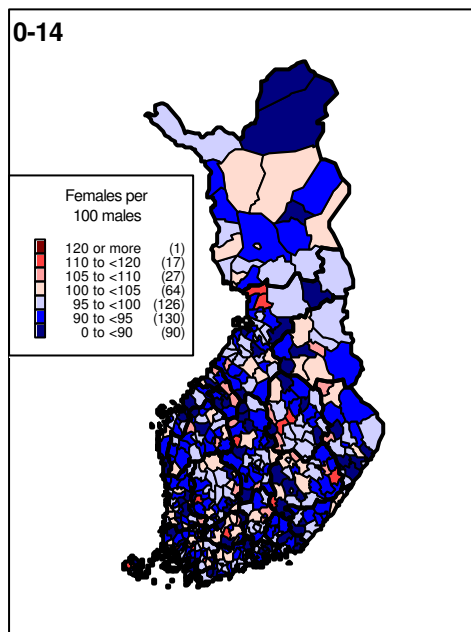 0-14
Females per
100 males
120 or more (1)
110 to <120 (17)
105 to <110 (27)
100 to <105 (64)
95 to <100 (126)
90 to <95 (130)
0 to <90 (90)